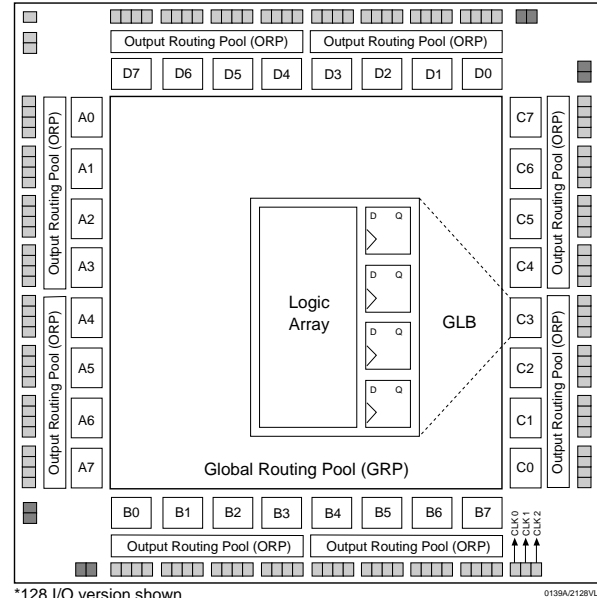 Output Routing Pool (ORP) Output Routing Pool (ORP)
D7 D6 D5 D4 D3 D2 D1 D0
Output Routing Pool (ORP)
Output Routing Pool (ORP)
A0
A1
A2
A3
A4
A5
A6
A7
Logic
Array
D Q
D Q
D Q
D Q
GLB
Global Routing Pool (GRP)
C7
C6
C5
C4
C3
C2
C1
C0
Output Routing Pool (ORP)
Output Routing Pool (ORP)
B0 B1 B2 B3 B4 B5 B6 B7
CLK 0
CLK 1
CLK 2
Output Routing Pool (ORP) Output Routing Pool (ORP)
*128 I/O version shown
0139A/2128VL